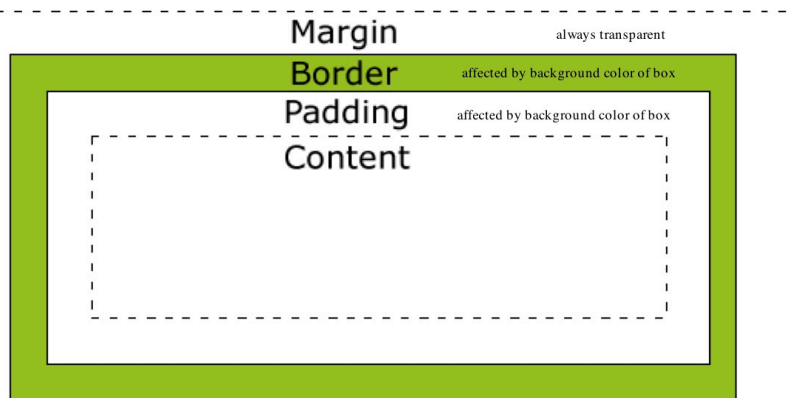 Margin always transparent
Border affected by background color of box
Padding affected by background color of box
Content